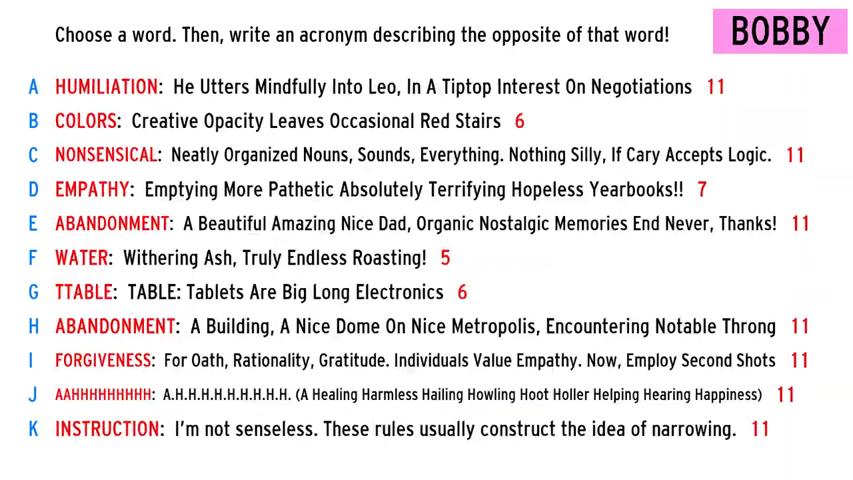 Choose a word. Then, write an acronym describing the opposite of that word!
BOBBY
A HUMILIATION: He Utters Mindfully Into Leo, In A Tiptop Interest On Negotiations 11
B COLORS: Creative Opacity Leaves Occasional Red Stairs 6
C NONSENSICAL: Neatly Organized Nouns, Sounds, Everything. Nothing Silly, If Cary Accepts Logic. 11
D EMPATHY: Emptying More Pathetic Absolutely Terrifying Hopeless Yearbooks!! 7
E ABANDONMENT: A Beautiful Amazing Nice Dad, Organic Nostalgic Memories End Never, Thanks! 11
F WATER: Withering Ash, Truly Endless Roasting! 5
G TTABLE: TABLE: Tablets Are Big Long Electronics 6
H ABANDONMENT: A Building, A Nice Dome On Nice Metropolis, Encountering Notable Throng 11
I FORGIVENESS: For Oath, Rationality, Gratitude. Individuals Value Empathy. Now, Employ Second Shots 11
J AAHHHHHHHHH: A.H.H.H.H.H.H.H.H.H. (A Healing Harmless Hailing Howling Hoot Holler Helping Hearing Happiness) 11
K INSTRUCTION: I'm not senseless. These rules usually construct the idea of narrowing. 11